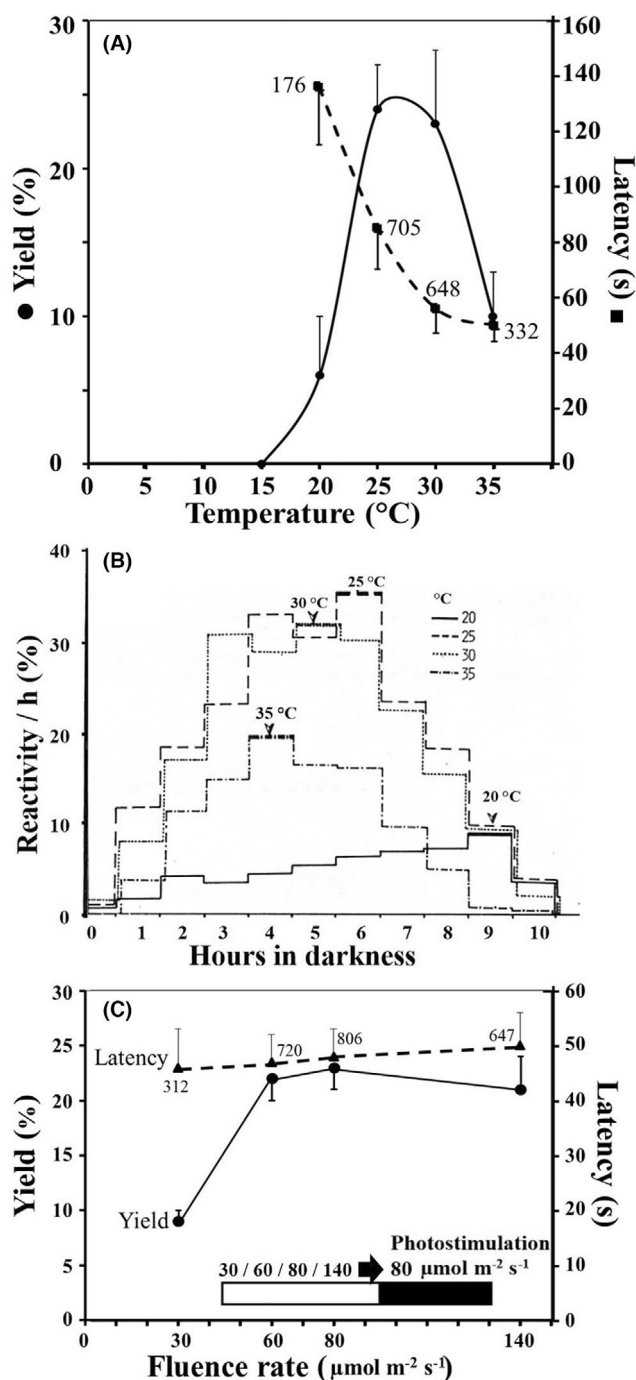 (A)
30
20
10
0
● Yield (%)
160
140
120
100
80
60
40
20
0
Latency (s) ■
176
705
648
332
0 5 10 15 20 25 30 35
Temperature (°C)
(B)
40
30
20
10
0
Reactivity / h (%)
25 °C
30 °C
35 °C
20 °C
°C
20
25
30
35
0 1 2 3 4 5 6 7 8 9 10
Hours in darkness
(C)
30
25
20
15
10
5
0
Yield (%)
60
50
40
30
20
10
0
Latency (s)
Latency
312
720
806
647
Yield
Photostimulation
30 / 60 / 80 / 140 80 μmol m-2 s-1
0 30 60 80 140
Fluence rate (μmol m-2 s-1)